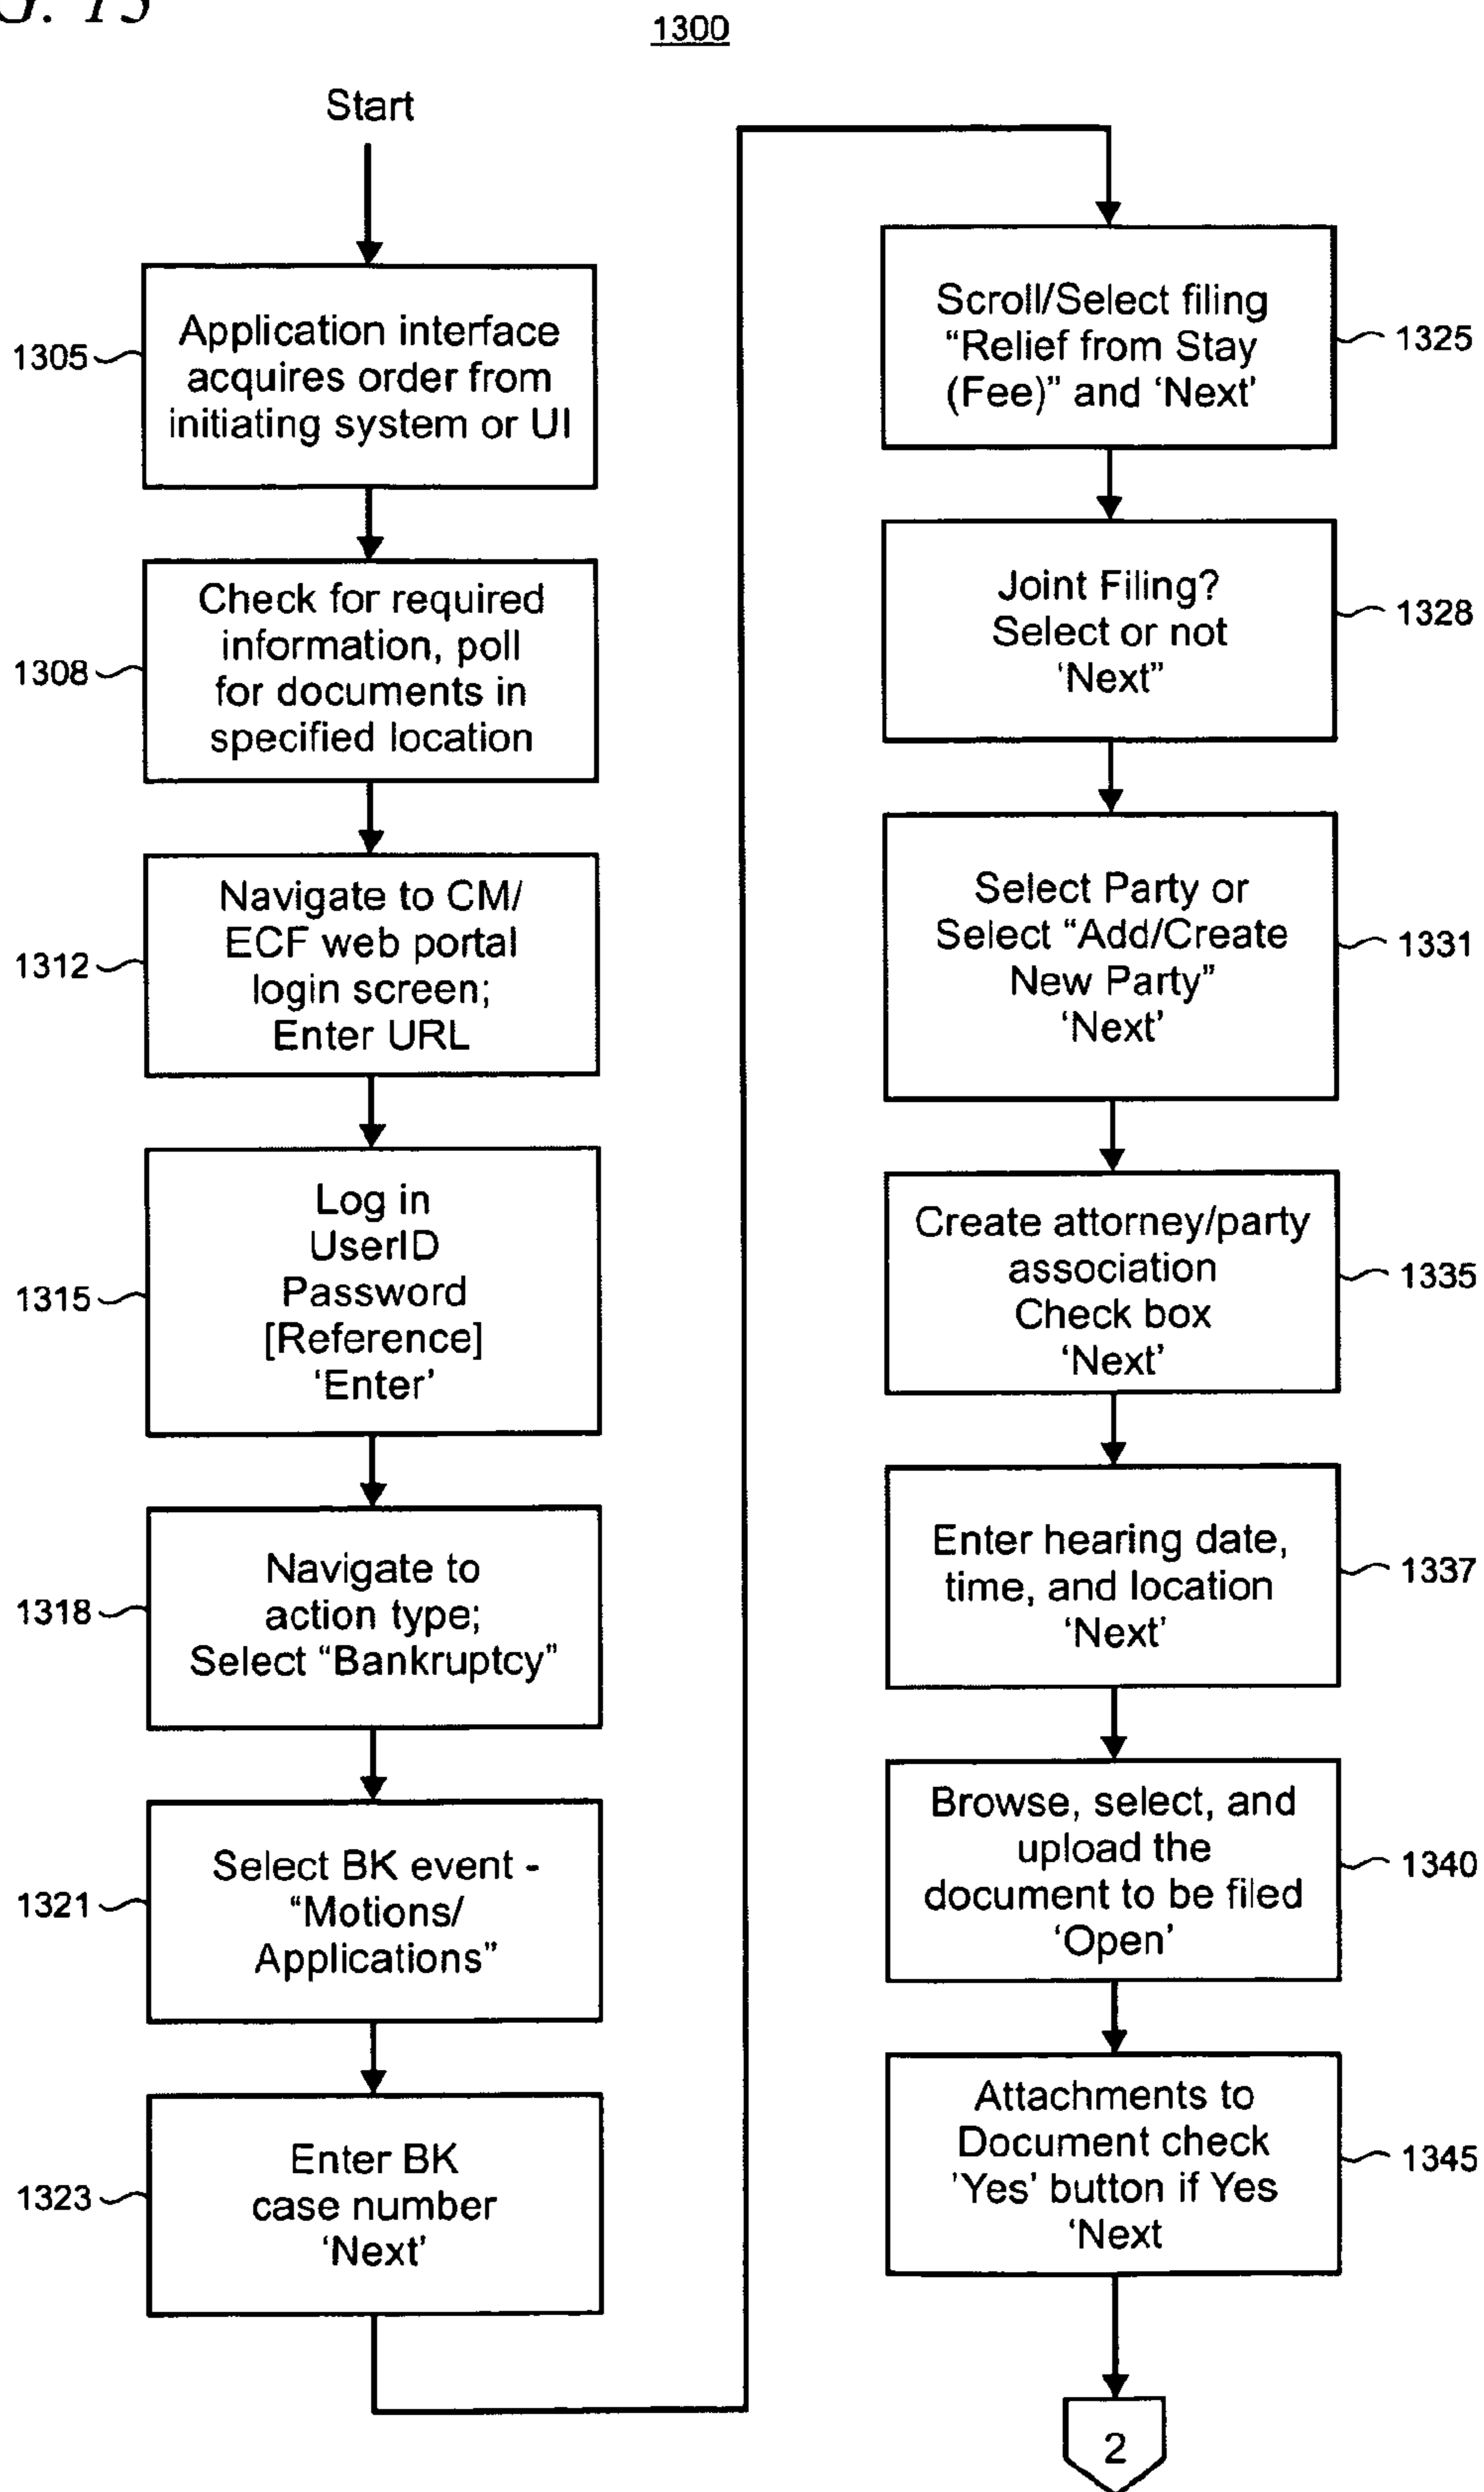 G. 13
1300
Start
1305
Application interface
acquires order from
initiating system or UI
1308
Check for required
information, poll
for documents in
specified location
1312
Navigate to CM/
ECF web portal
login screen;
Enter URL
1315
Log in
UserID
Password
[Reference]
‘Enter’
1318
Navigate to
action type;
Select “Bankruptcy”
1321
Select BK event -
“Motions/
Applications”
1323
Enter BK
case number
‘Next’
Scroll/Select filing
“Relief from Stay
(Fee)” and ‘Next’
1325
Joint Filing?
Select or not
‘Next”
1328
Select Party or
Select “Add/Create
New Party”
‘Next’
1331
Create attorney/party
association
Check box
‘Next’
1335
Enter hearing date,
time, and location
‘Next’
1337
Browse, select, and
upload the
document to be filed
‘Open’
1340
Attachments to
Document check
’Yes’ button if Yes
‘Next
1345
2